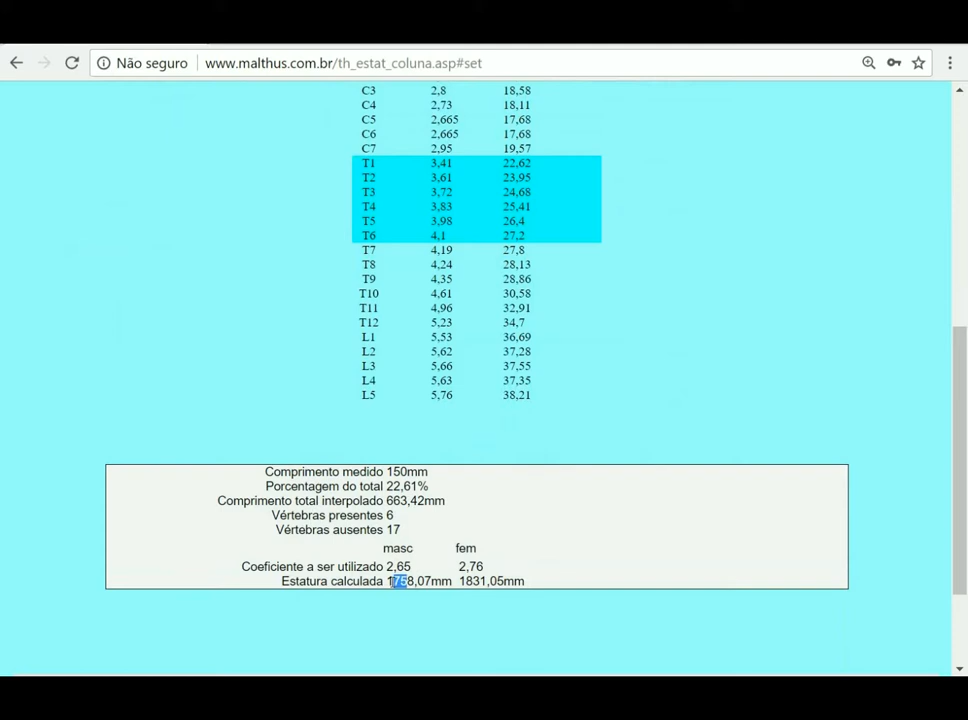 Não seguro www.malthus.com.br/th_estat_coluna.asp#set
C3 2,8 18,58
C4 2,73 18,11
C5 2,665 17,68
C6 2,665 17,68
C7 2,95 19,57
T1 3,41 22,62
T2 3,61 23,95
T3 3,72 24,68
T4 3,83 25,41
T5 3,98 26,4
T6 4,1 27,2
T7 4,19 27,8
T8 4,24 28,13
T9 4,35 28,86
T10 4,61 30,58
T11 4,96 32,91
T12 5,23 34,7
L1 5,53 36,69
L2 5,62 37,28
L3 5,66 37,55
L4 5,63 37,35
L5 5,76 38,21
Comprimento medido 150mm
Porcentagem do total 22,61%
Comprimento total interpolado 663,42mm
Vértebras presentes 6
Vértebras ausentes 17
masc fem
Coeficiente a ser utilizado 2,65 2,76
Estatura calculada 1758,07mm 1831,05mm